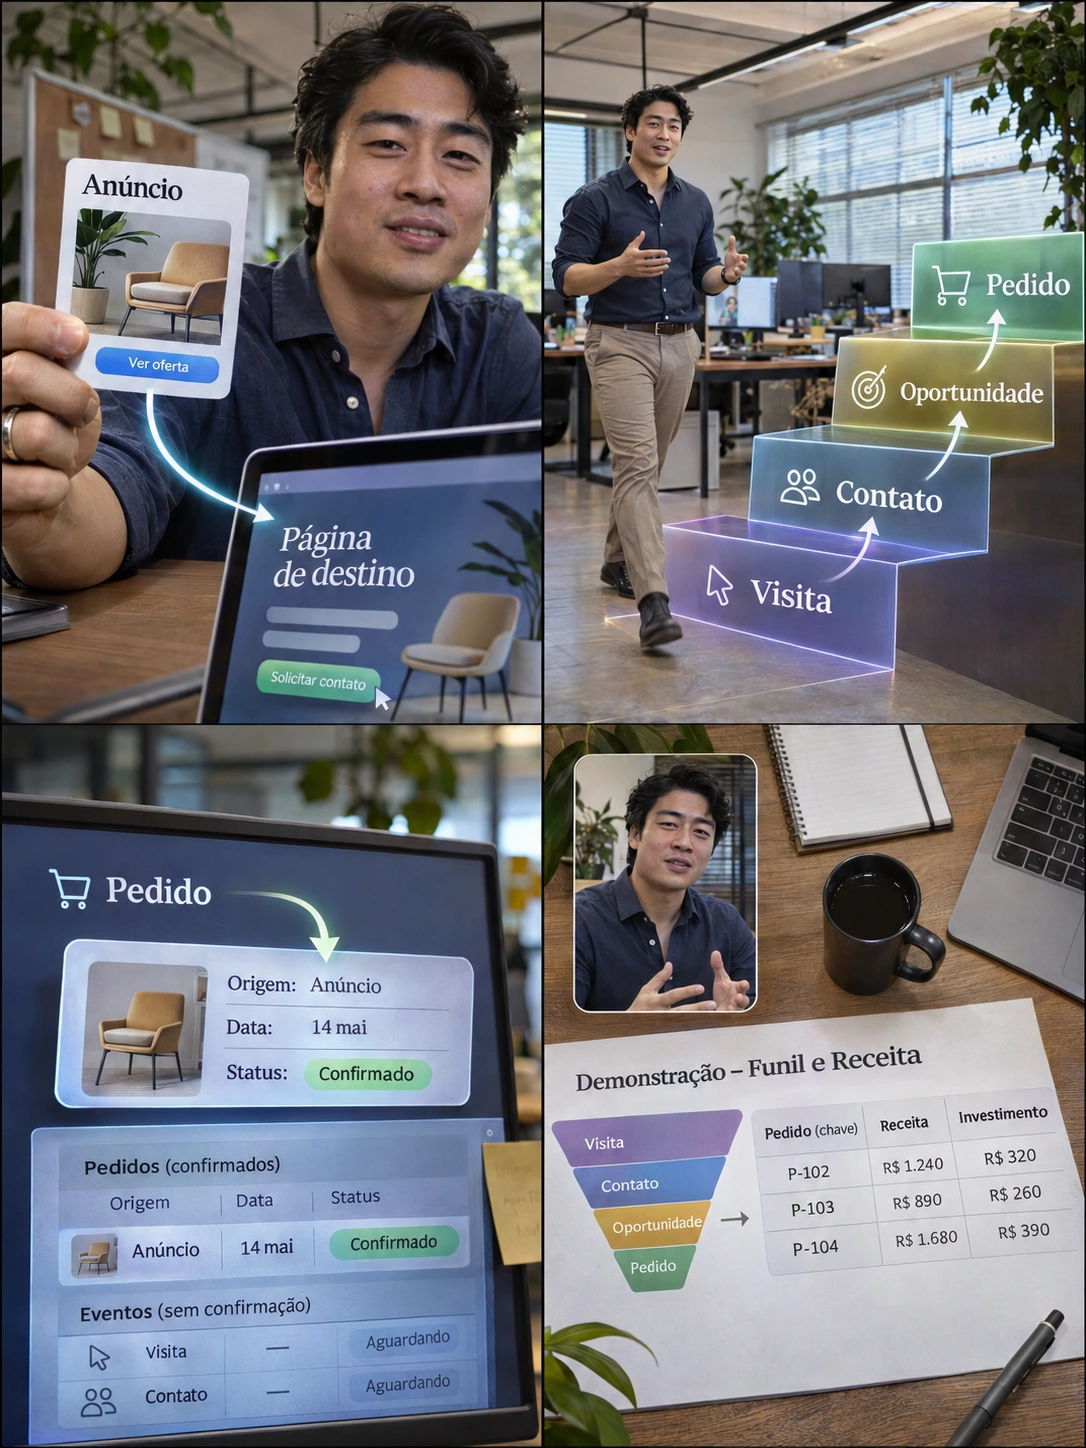 Anúncio
Ver oferta
Página
de destino
Solicitar contato
Pedido
Oportunidade
Contato
Visita
Pedido
Origem: Anúncio
Data: 14 mai
Status: Confirmado
Pedidos (confirmados)
Origem Data Status
Anúncio 14 mai Confirmado
Eventos (sem confirmação)
Visita — Aguardando
Contato — Aguardando
Demonstração – Funil e Receita
Visita
Contato
Oportunidade
Pedido
Pedido (chave) Receita Investimento
P-102 R$ 1.240 R$ 320
P-103 R$ 890 R$ 260
P-104 R$ 1.680 R$ 390